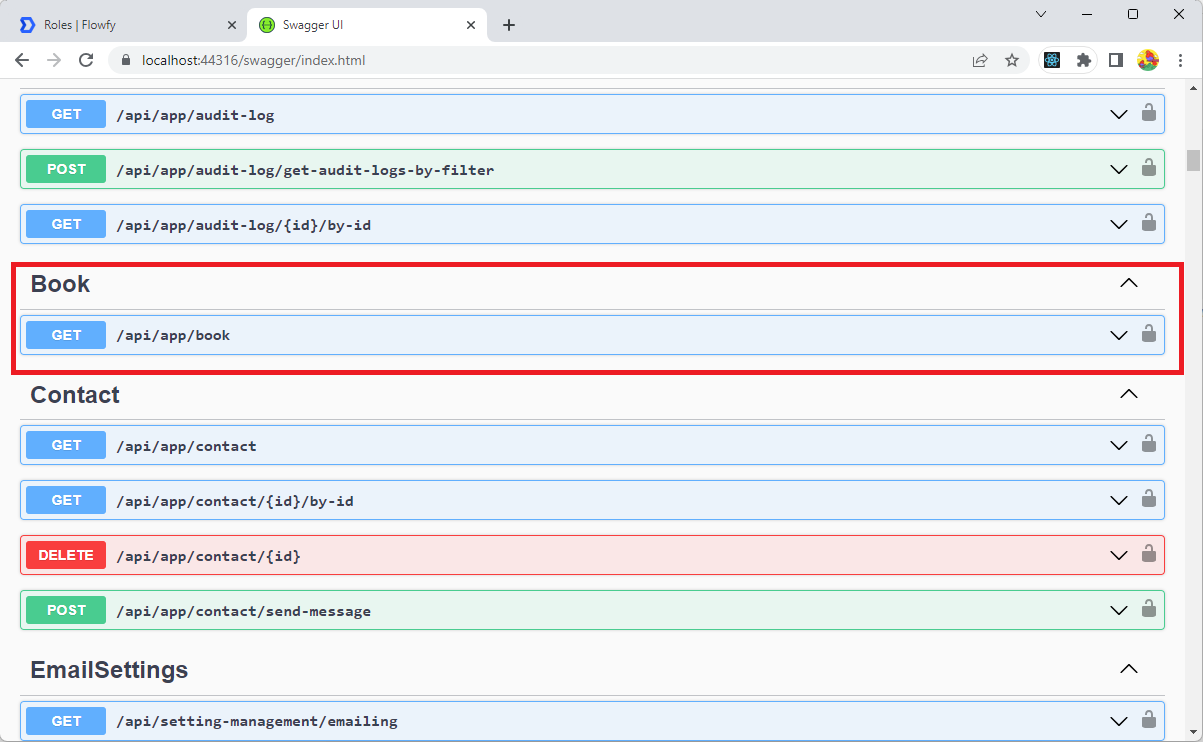 Roles | Flowfy
Swagger UI
localhost:44316/swagger/index.html
GET /api/app/audit-log
POST /api/app/audit-log/get-audit-logs-by-filter
GET /api/app/audit-log/{id}/by-id
Book
GET /api/app/book
Contact
GET /api/app/contact
GET /api/app/contact/{id}/by-id
DELETE /api/app/contact/{id}
POST /api/app/contact/send-message
EmailSettings
GET /api/setting-management/emailing